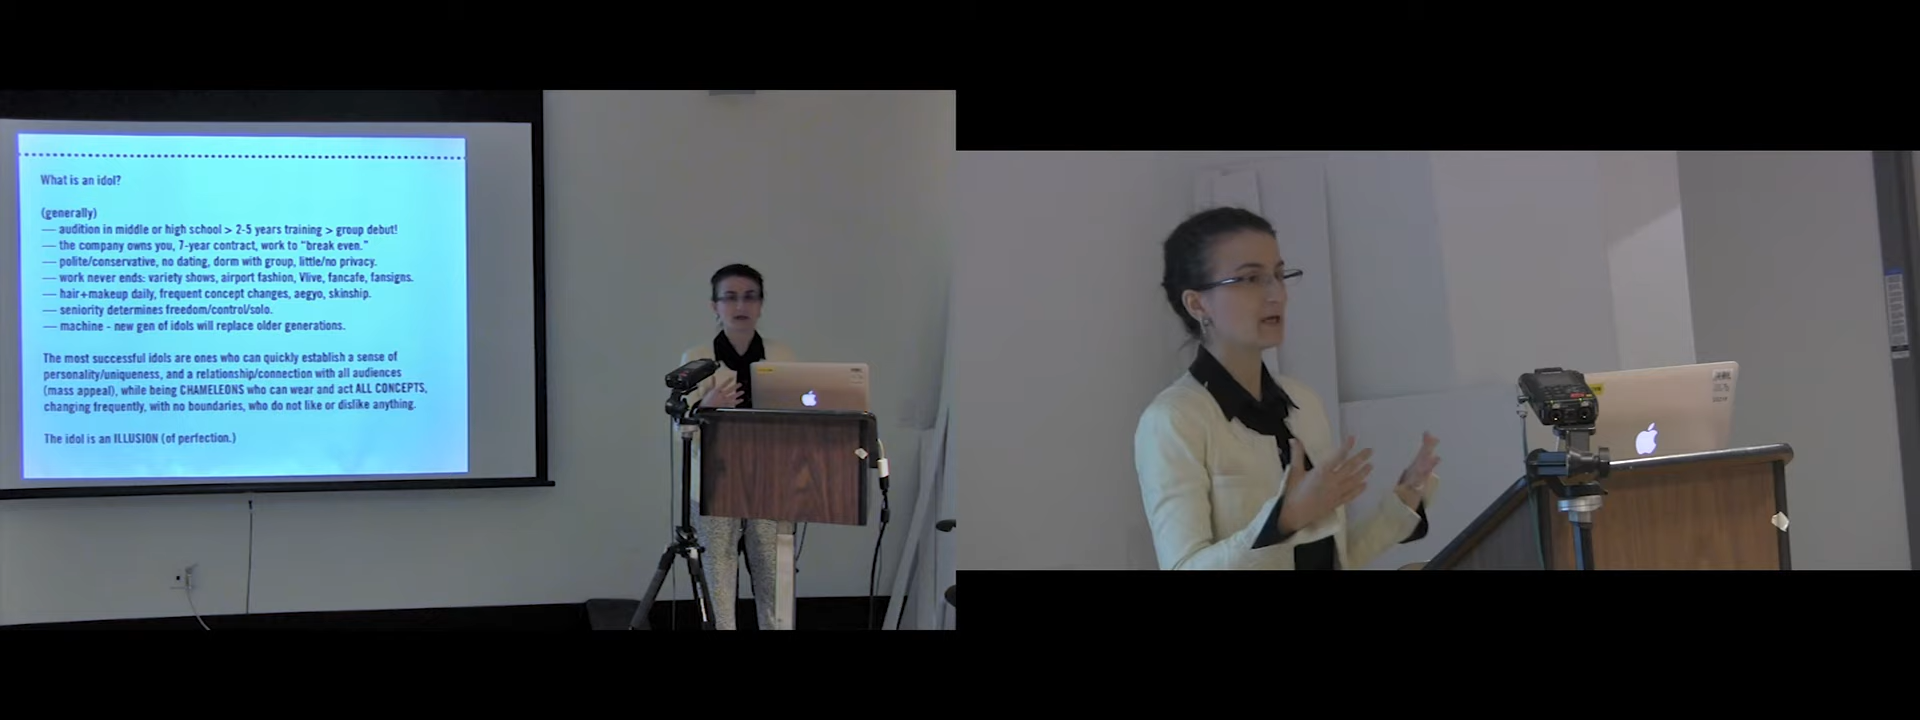 What is an idol?
(generally)
— audition in middle or high school > 2-5 years training > group debut!
— the company owns you, 7-year contract, work to "break even."
— polite/conservative, no dating, dorm with group, little/no privacy.
— work never ends: variety shows, airport fashion, Vlive, fancafe, fansigns.
— hair+makeup daily, frequent concept changes, aegyo, skinship.
— seniority determines freedom/control/solo.
— machine - new gen of idols will replace older generations.
The most successful idols are ones who can quickly establish a sense of
personality/uniqueness, and a relationship/connection with all audiences
(mass appeal), while being CHAMELEONS who can wear and act ALL CONCEPTS,
changing frequently, with no boundaries, who do not like or dislike anything.
The idol is an ILLUSION (of perfection.)